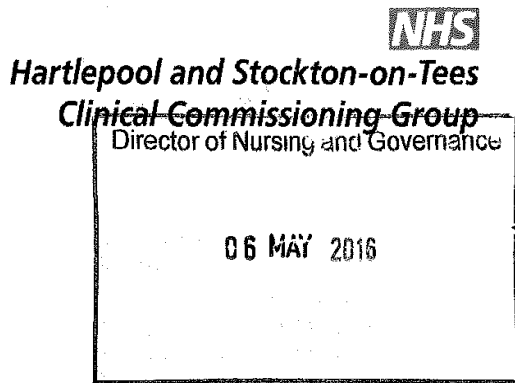 NHS
Hartlepool and Stockton-on-Tees
Clinical Commissioning Group
Director of Nursing and Governance
06 MAY 2016